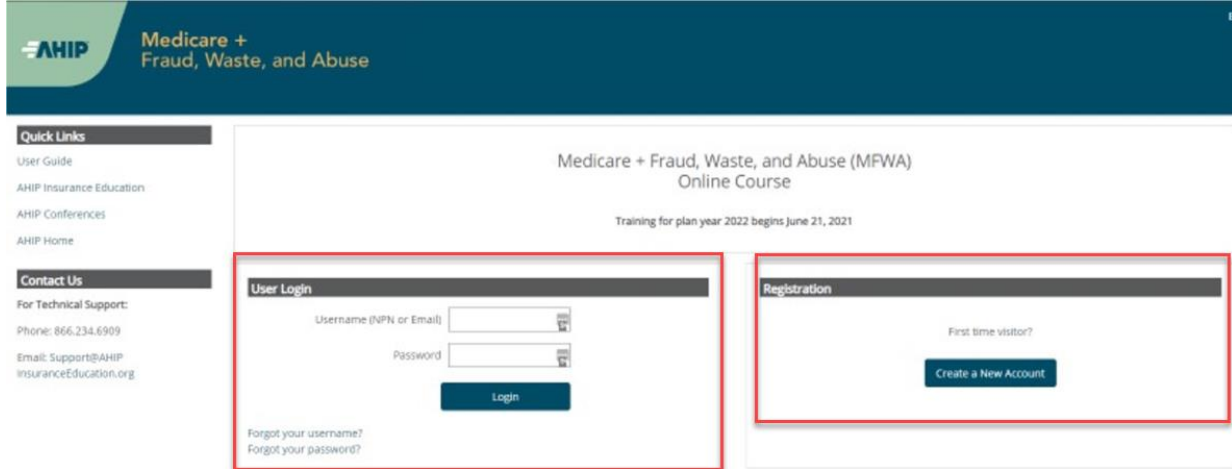 AHIP
Medicare +
Fraud, Waste, and Abuse
Quick Links
User Guide
AHIP Insurance Education
AHIP Conferences
AHIP Home
Contact Us
For Technical Support:
Phone: 866.234.6909
Email: Support@AHIP
InsuranceEducation.org
Medicare + Fraud, Waste, and Abuse (MFWA)
Online Course
Training for plan year 2022 begins June 21, 2021
User Login
Username (NPN or Email)
Password
Login
Forgot your username?
Forgot your password?
Registration
First time visitor?
Create a New Account